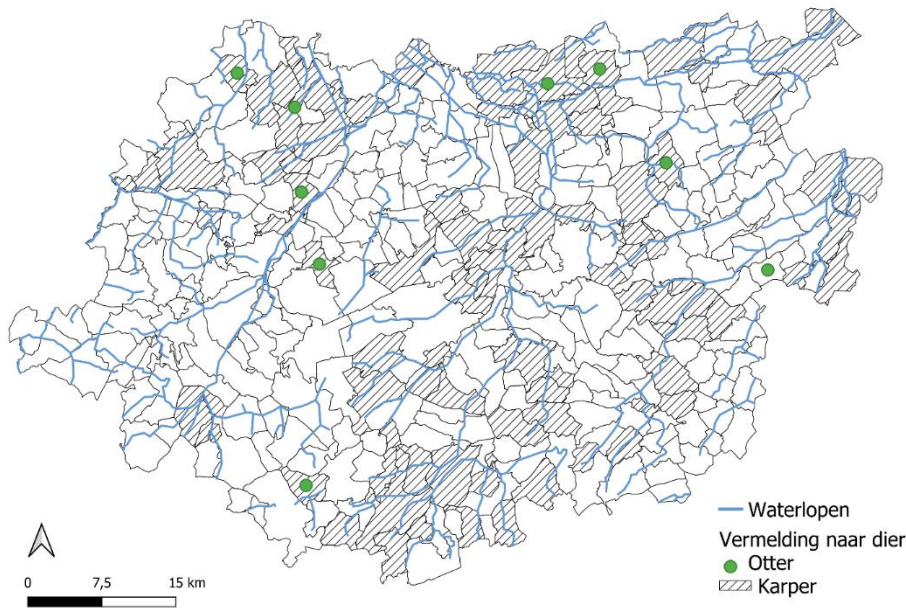 Waterlopen
Vermelding naar dier
Otter
Karper
0 7,5 15 km